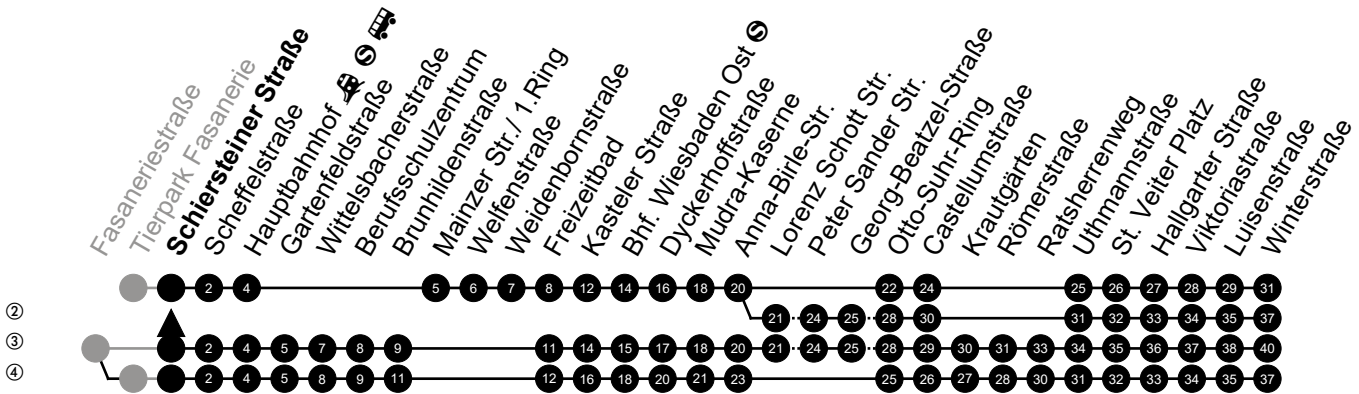 Fasaneriestraße
Tierpark Fasanerie
Schiersteiner Straße
Scheffelstraße
Hauptbahnhof S
Gartenfeldstraße
Wittelsbacherstraße
Berufsschulzentrum
Brunhildenstraße
Mainzer Str./ 1.Ring
Welfenstraße
Weidenbornstraße
Freizeitbad
Kasteler Straße
Bhf. Wiesbaden Ost S
Dyckerhoffstraße
Mudra-Kaserne
Anna-Birle-Str.
Lorenz Schott Str.
Peter Sander Str.
Georg-Beatzel-Straße
Otto-Suhr-Ring
Castellumstraße
Krautgärten
Römerstraße
Ratsherrenweg
Uthmannstraße
St. Veiter Platz
Hallgarter Straße
Viktoriastraße
Luisenstraße
Winterstraße
2 4 5 6 7 8 12 14 16 18 20 22 24 25 26 27 28 29 31
② 21 24 25 28 30 31 32 33 34 35 37
③ 2 4 5 7 8 9 11 14 15 17 18 20 21 24 25 28 29 30 31 33 34 35 36 37 38 40
④ 2 4 5 8 9 11 12 16 18 20 21 23 25 26 27 28 30 31 32 33 34 35 37